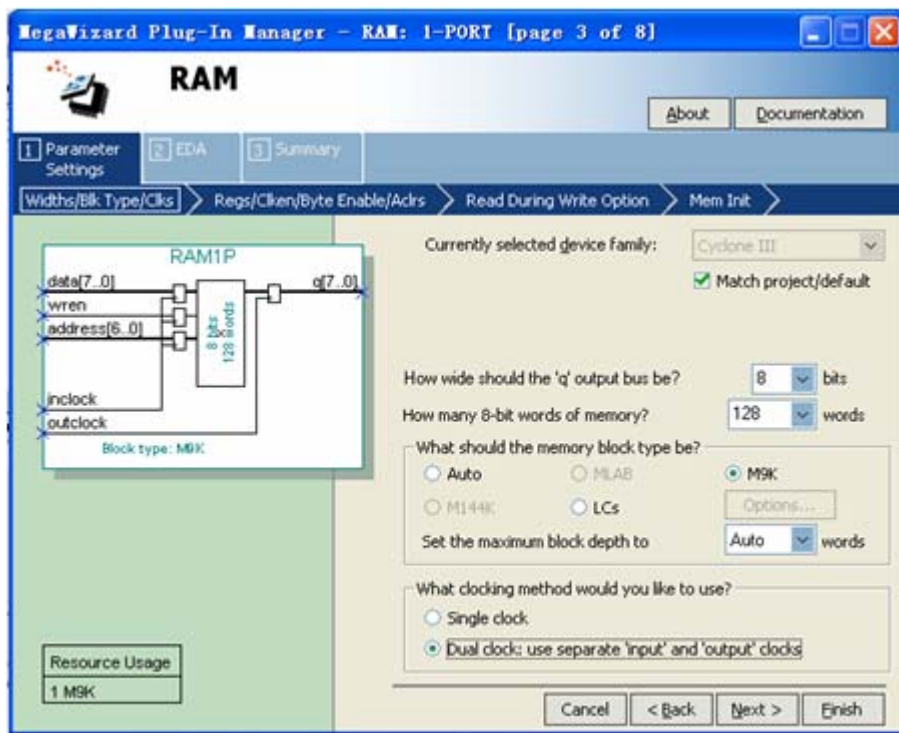 MegaWizard Plug-In Manager - RAM: 1-PORT [page 3 of 8]
RAM
About
Documentation
1 Parameter Settings
2 EDA
3 Summary
Widths/Blk Type/Clks
Regs/Clken/Byte Enable/Aclrs
Read During Write Option
Mem Init
RAM1P
data[7..0]
q[7..0]
wren
address[6..0]
8 bits
128 words
inclock
outclock
Block type: M9K
Currently selected device family:
Cyclone III
Match project/default
How wide should the 'q' output bus be?
8
bits
How many 8-bit words of memory?
128
words
What should the memory block type be?
Auto
MLAB
M9K
M144K
LCs
Options...
Set the maximum block depth to
Auto
words
What clocking method would you like to use?
Single clock
Dual clock: use separate 'input' and 'output' clocks
Resource Usage
1 M9K
Cancel
< Back
Next >
Finish